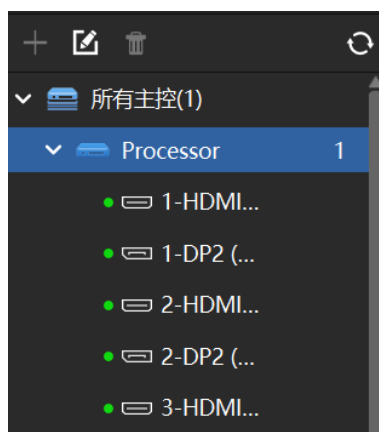 所有主控(1)
Processor 1
1-HDMI...
1-DP2 (...
2-HDMI...
2-DP2 (...
3-HDMI...